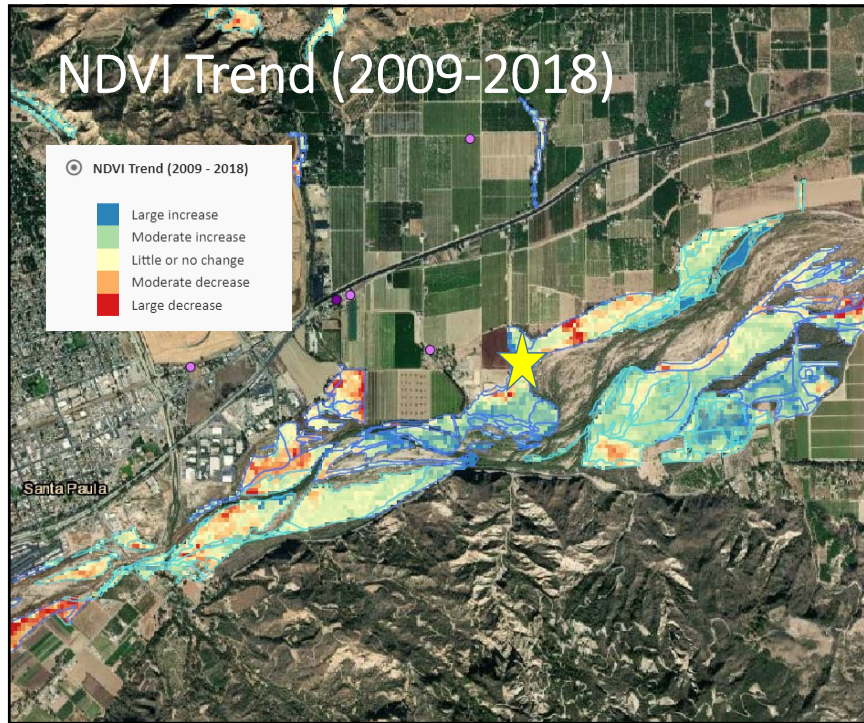 NDVI Trend (2009-2018)
NDVI Trend (2009 - 2018)
Large increase
Moderate increase
Little or no change
Moderate decrease
Large decrease
Santa Paula